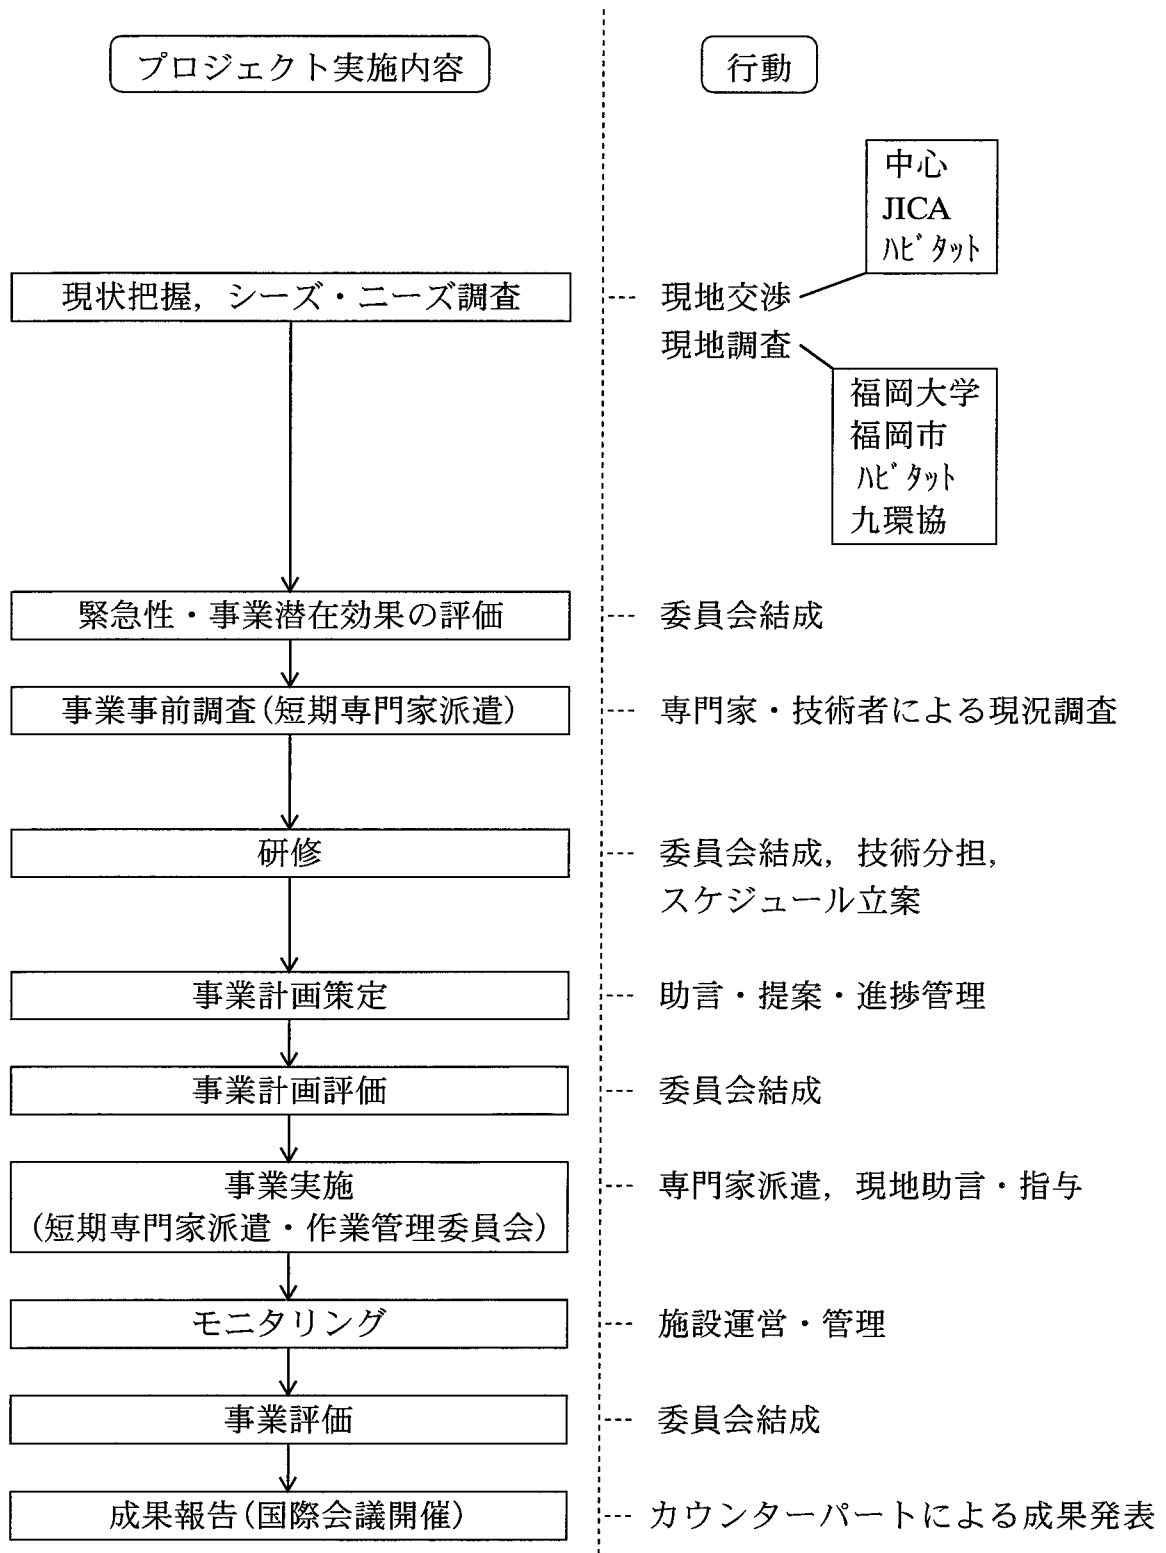 プロジェクト実施内容
行動
中心
JICA
ﾊﾋﾞﾀｯﾄ
現状把握，シーズ・ニーズ調査
現地交渉
現地調査
福岡大学
福岡市
ﾊﾋﾞﾀｯﾄ
九環協
緊急性・事業潜在効果の評価
委員会結成
事業事前調査(短期専門家派遣)
専門家・技術者による現況調査
研修
委員会結成，技術分担，
スケジュール立案
事業計画策定
助言・提案・進捗管理
事業計画評価
委員会結成
事業実施
(短期専門家派遣・作業管理委員会)
専門家派遣，現地助言・指与
モニタリング
施設運営・管理
事業評価
委員会結成
成果報告(国際会議開催)
カウンターパートによる成果発表